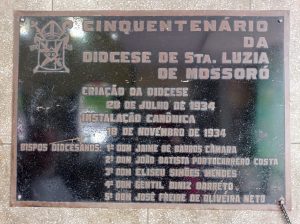 CINQUENTENÁRIO
DA
DIOCESE DE STA. LUZIA
DE MOSSORÓ
CRIAÇÃO DA DIOCESE
28 DE JULHO DE 1934
INSTALAÇÃO CANÔNICA
18 DE NOVEMBRO DE 1934
BISPOS DIOCESANOS: 1º DOM JAIME DE BARROS CÂMARA
2º DOM JOÃO BATISTA PORTOCARRERO COSTA
3º DOM ELISEU SIMÕES MENDES
4º DOM GENTIL DINIZ BARRETO
5º DOM JOSÉ FREIRE DE OLIVEIRA NETO